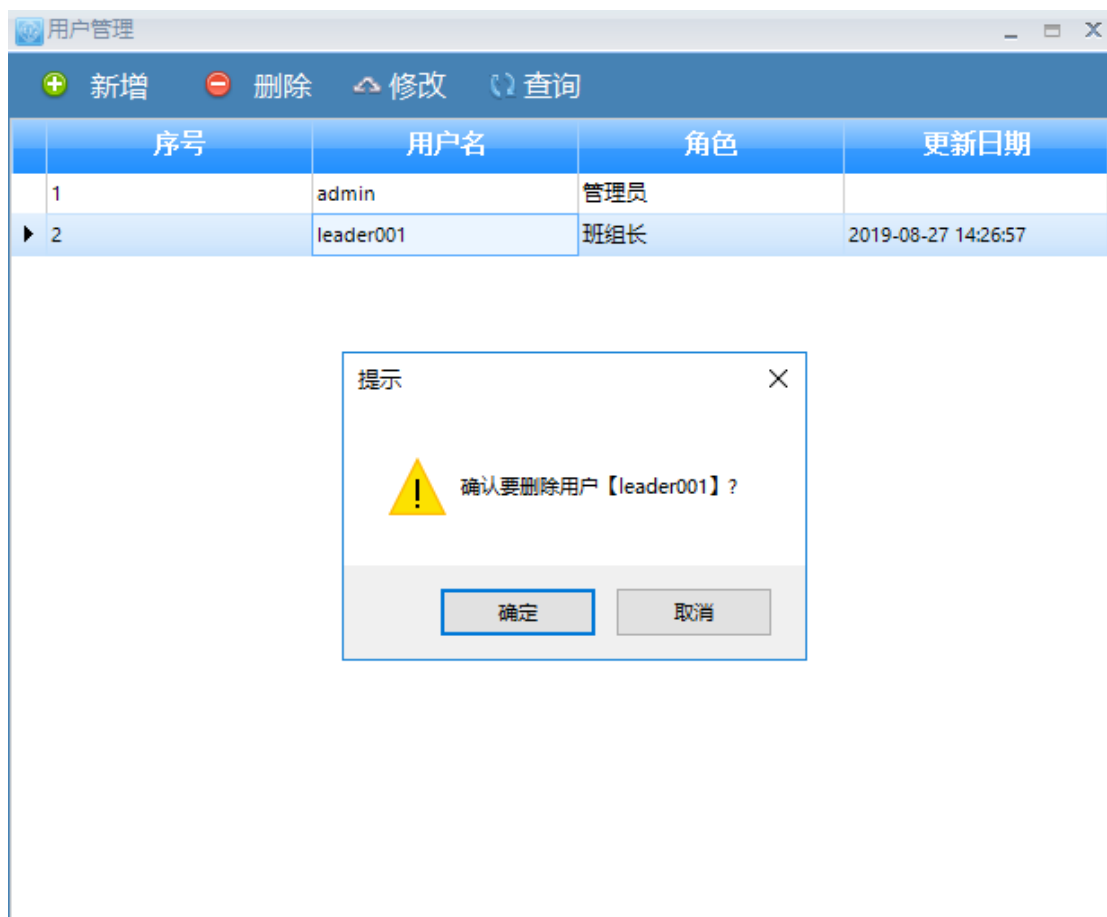 用户管理
新增 删除 修改 查询
序号 用户名 角色 更新日期
1 admin 管理员
2 leader001 班组长 2019-08-27 14:26:57
提示
确认要删除用户【leader001】?
确定 取消